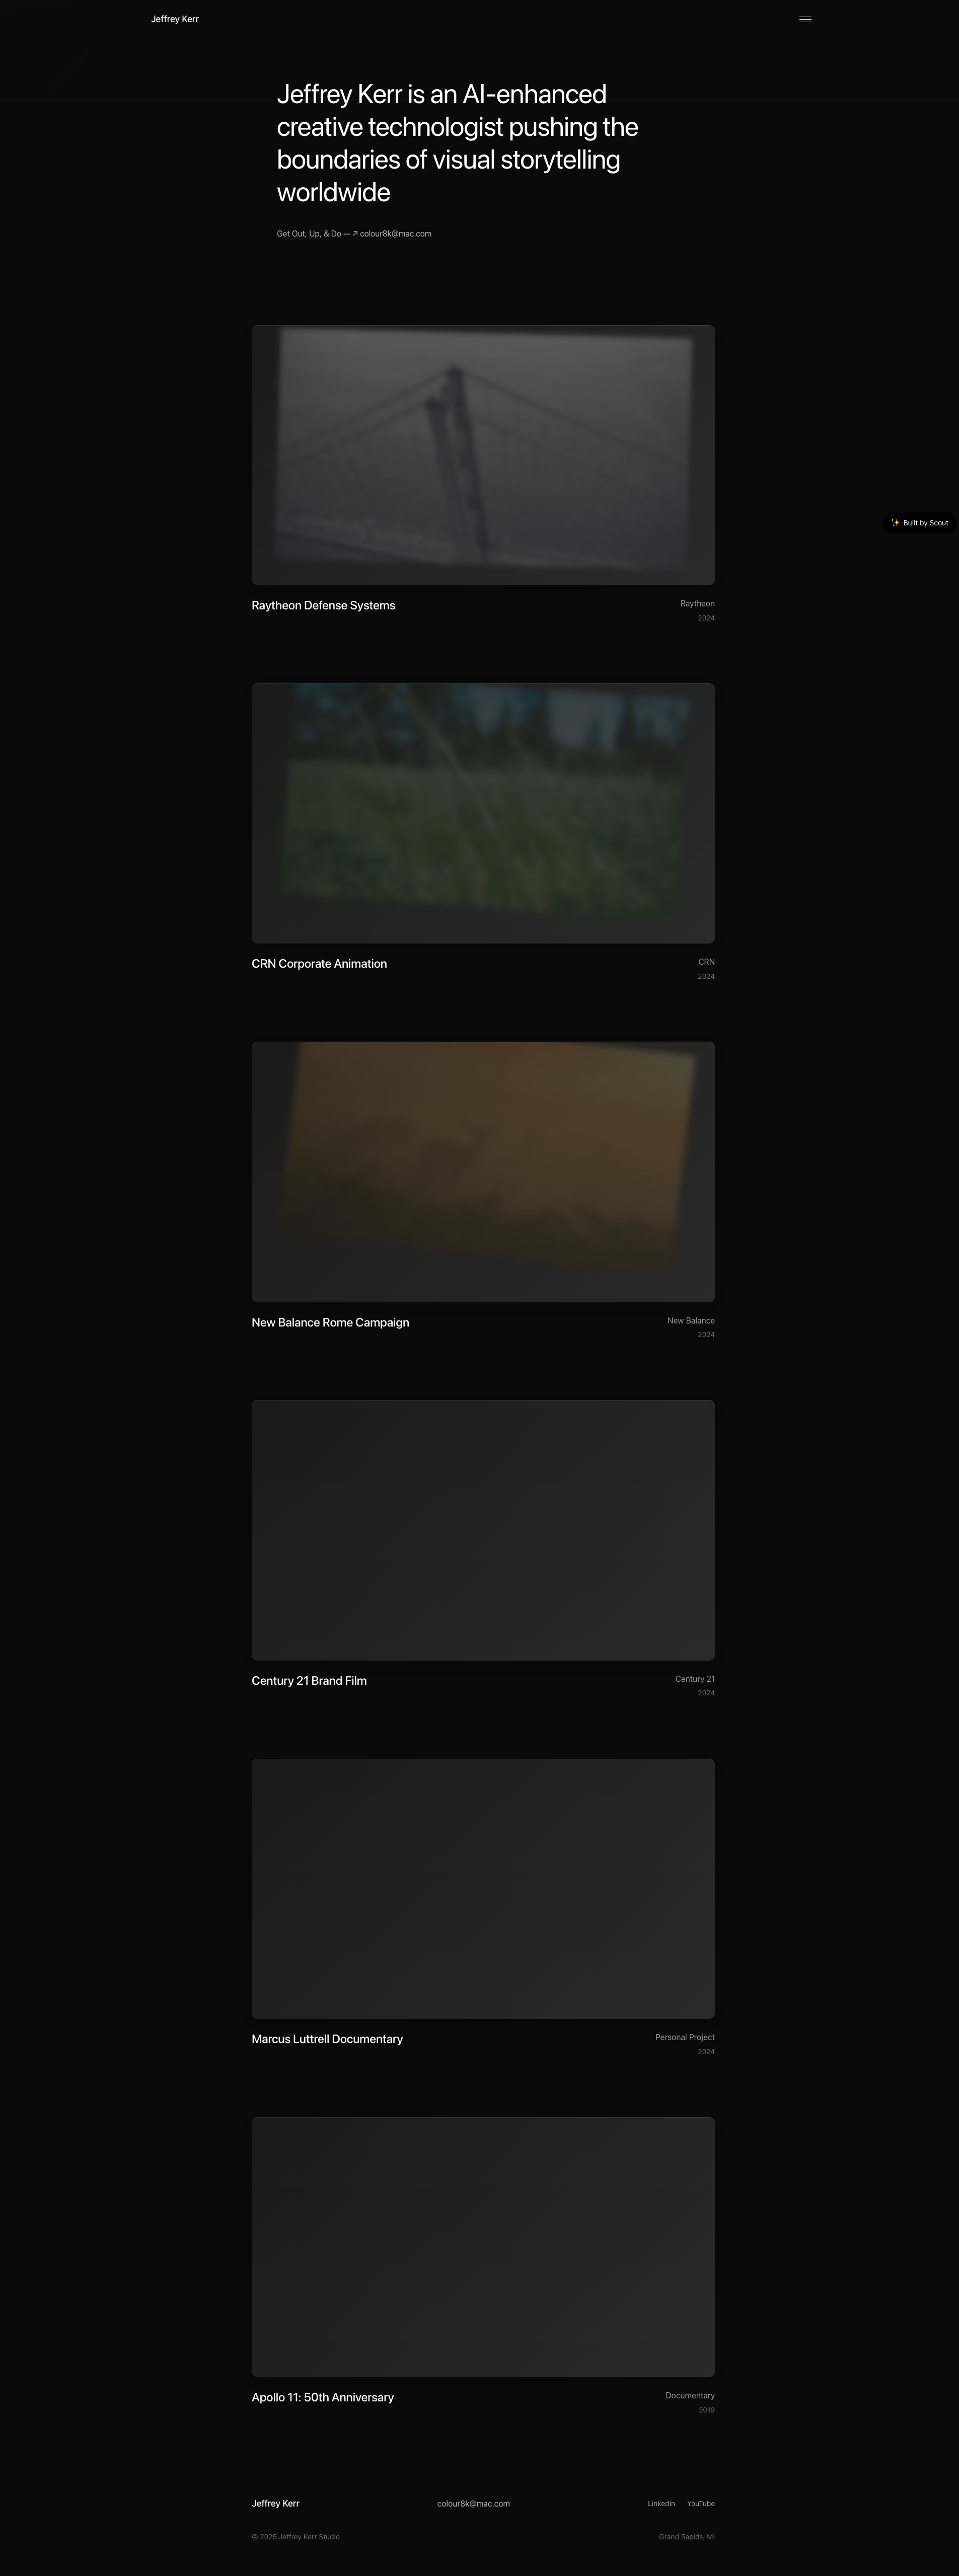 Jeffrey Kerr
Jeffrey Kerr is an AI-enhanced
creative technologist pushing the
boundaries of visual storytelling
worldwide
Get Out, Up, & Do — ↗ colour8k@mac.com
✨ Built by Scout
Raytheon Defense Systems
Raytheon
2024
CRN Corporate Animation
CRN
2024
New Balance Rome Campaign
New Balance
2024
Century 21 Brand Film
Century 21
2024
Marcus Luttrell Documentary
Personal Project
2024
Apollo 11: 50th Anniversary
Documentary
2019
Jeffrey Kerr
colour8k@mac.com
LinkedIn YouTube
© 2025 Jeffrey Kerr Studio
Grand Rapids, MI